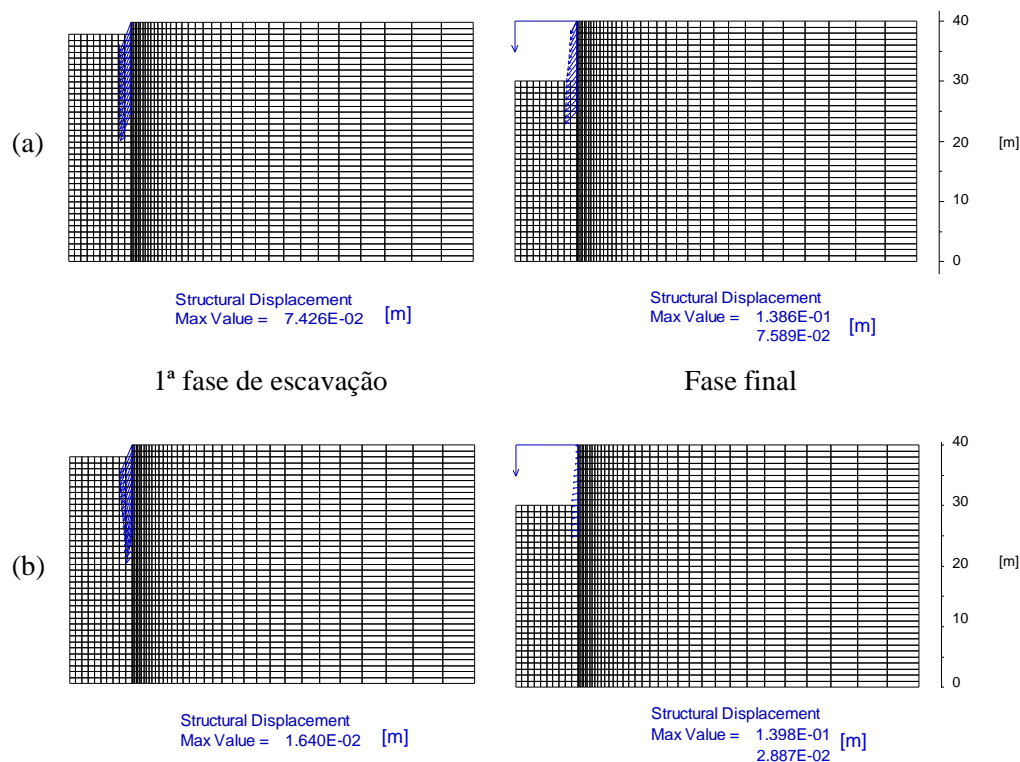 40
30
(a)
20
[m]
10
0
Structural Displacement
Max Value = 7.426E-02 [m]
Structural Displacement
Max Value = 1.386E-01
7.589E-02
[m]
1ª fase de escavação
Fase final
40
30
(b)
20
[m]
10
0
Structural Displacement
Max Value = 1.640E-02 [m]
Structural Displacement
Max Value = 1.398E-01
2.887E-02
[m]